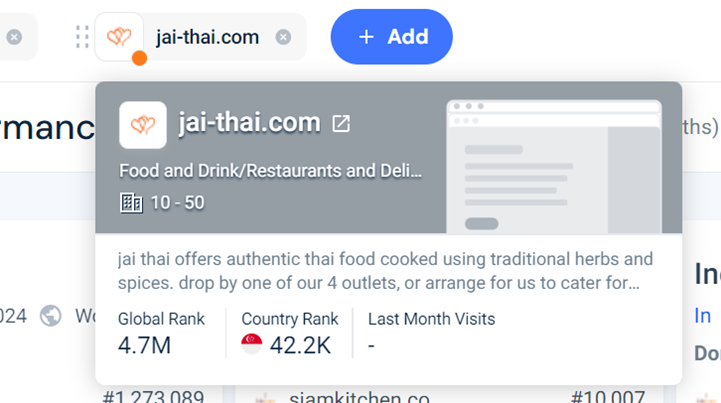 jai-thai.com
+ Add
rmanc
ths)
jai-thai.com
Food and Drink/Restaurants and Deli...
10 - 50
jai thai offers authentic thai food cooked using traditional herbs and
spices. drop by one of our 4 outlets, or arrange for us to cater for...
024
Wo
Global Rank
Country Rank
Last Month Visits
4.7M
42.2K
-
In
In
Do
#1,273,089
siamkitchen.co
#10,007